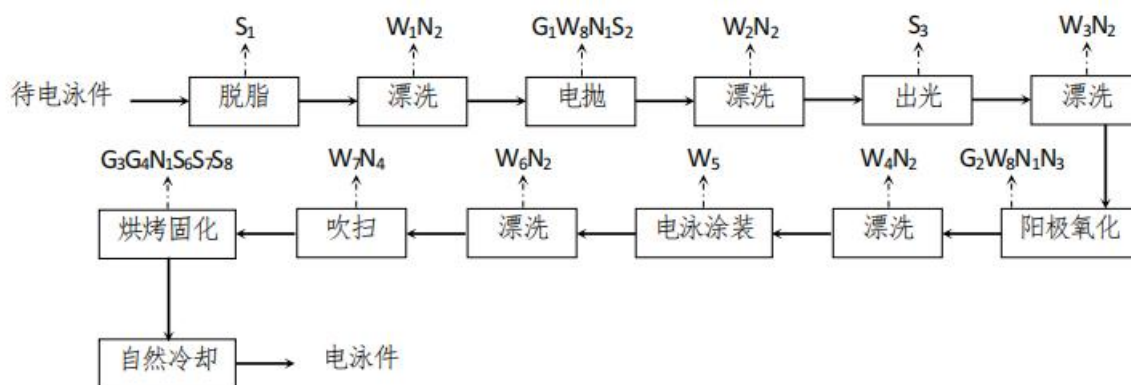 S₁ W₁N₂ G₁W₈N₁S₂ W₂N₂ S₃ W₃N₂
待电泳件 脱脂 漂洗 电抛 漂洗 出光 漂洗
G₃G₄N₁S₆S₇S₈ W₇N₄ W₆N₂ W₅ W₄N₂ G₂W₈N₁N₃
烘烤固化 吹扫 漂洗 电泳涂装 漂洗 阳极氧化
自然冷却 电泳件